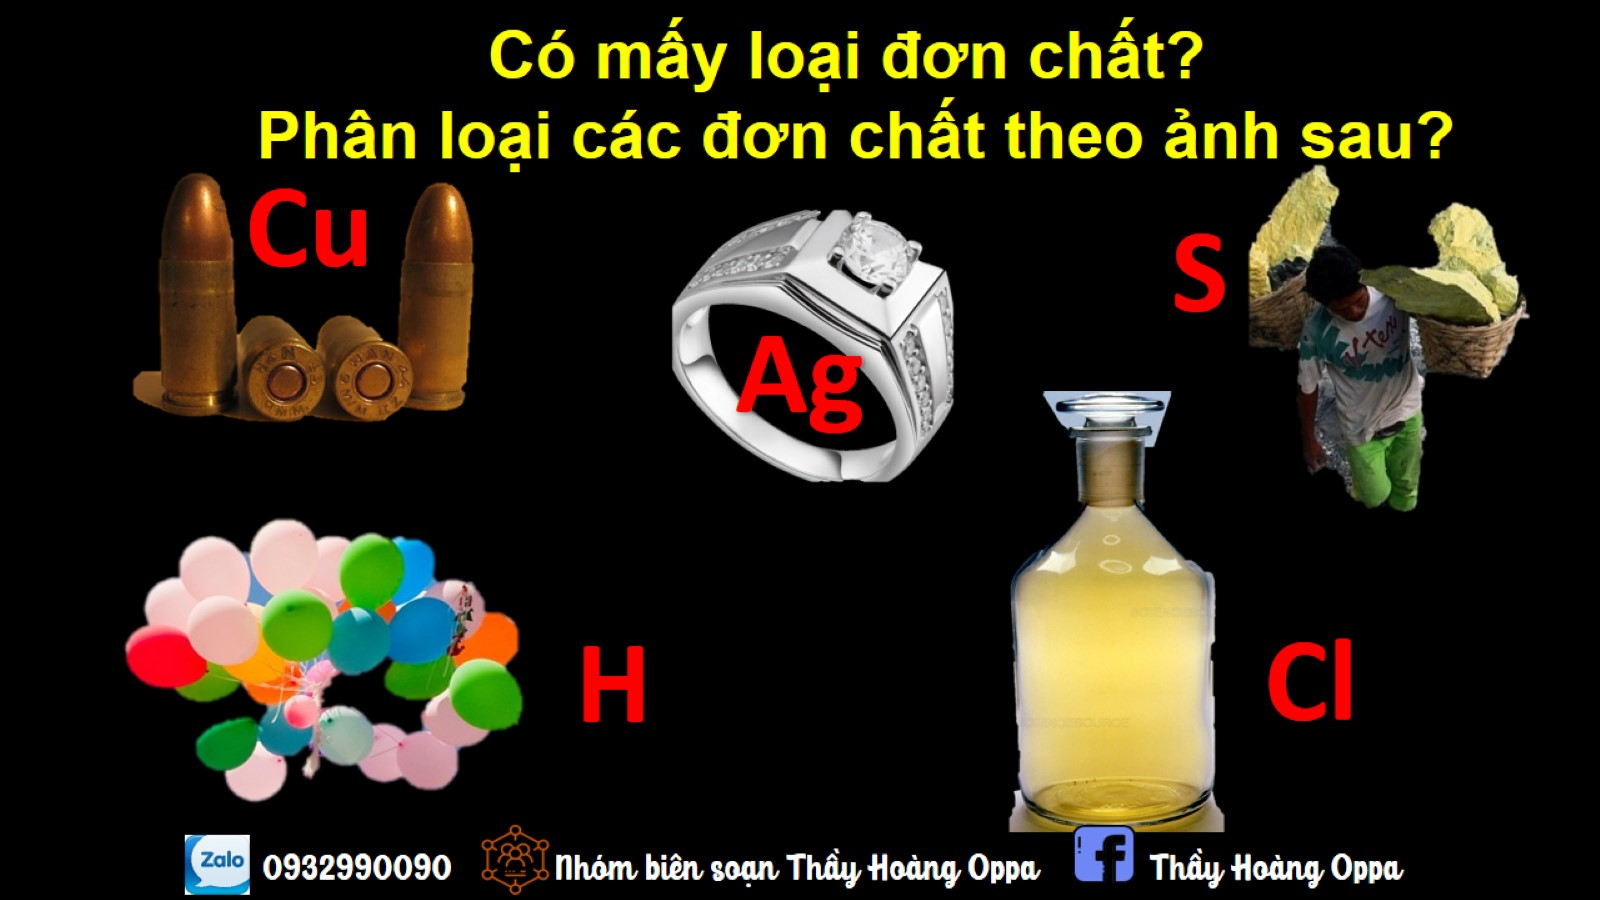 Có mấy loại đơn chất?
Phân loại các đơn chất theo ảnh sau?
Cu
Ag
S
H
Cl
Zalo 0932990090 Nhóm biên soạn Thầy Hoàng Oppa Thầy Hoàng Oppa